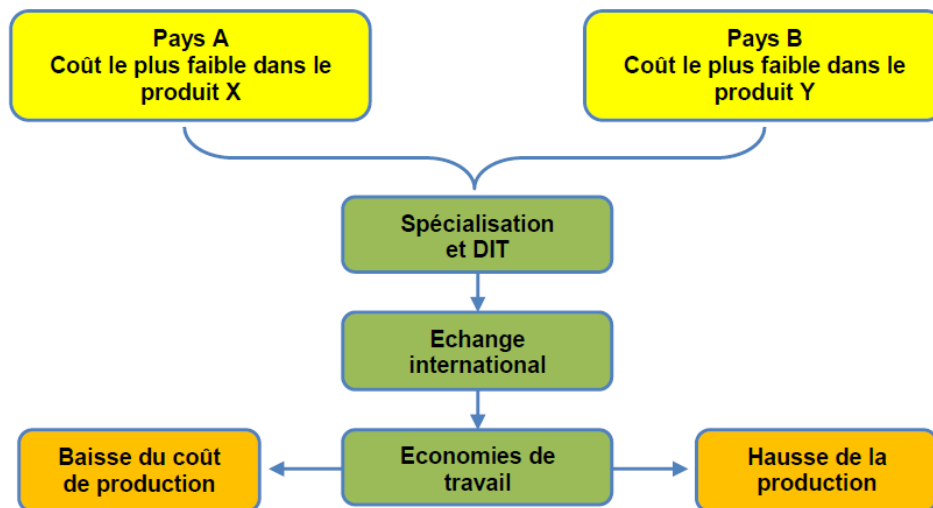 Pays A
Coût le plus faible dans le
produit X
Pays B
Coût le plus faible dans le
produit Y
Spécialisation
et DIT
Echange
international
Baisse du coût
de production
Economies de
travail
Hausse de la
production